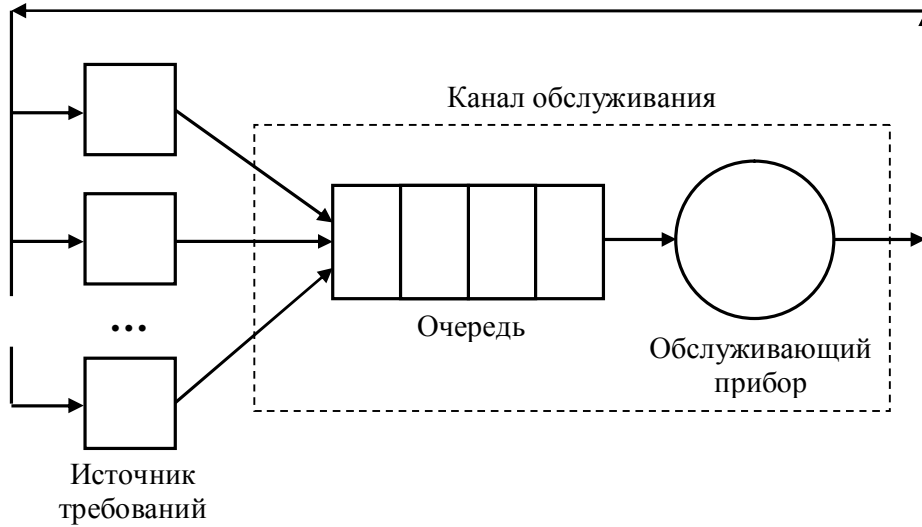 Канал обслуживания
...
Очередь
Обслуживающий
прибор
Источник
требований